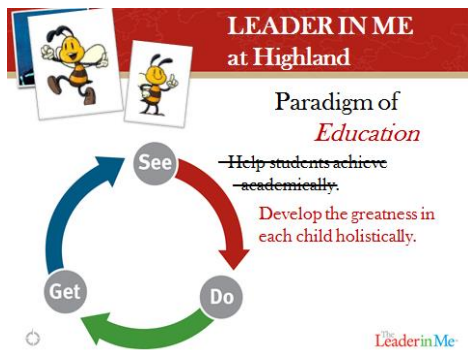 LEADER IN ME
at Highland
Paradigm of
Education
Help students achieve
academically.
Develop the greatness in
each child holistically.
See
Do
Get
The
Leader in Me